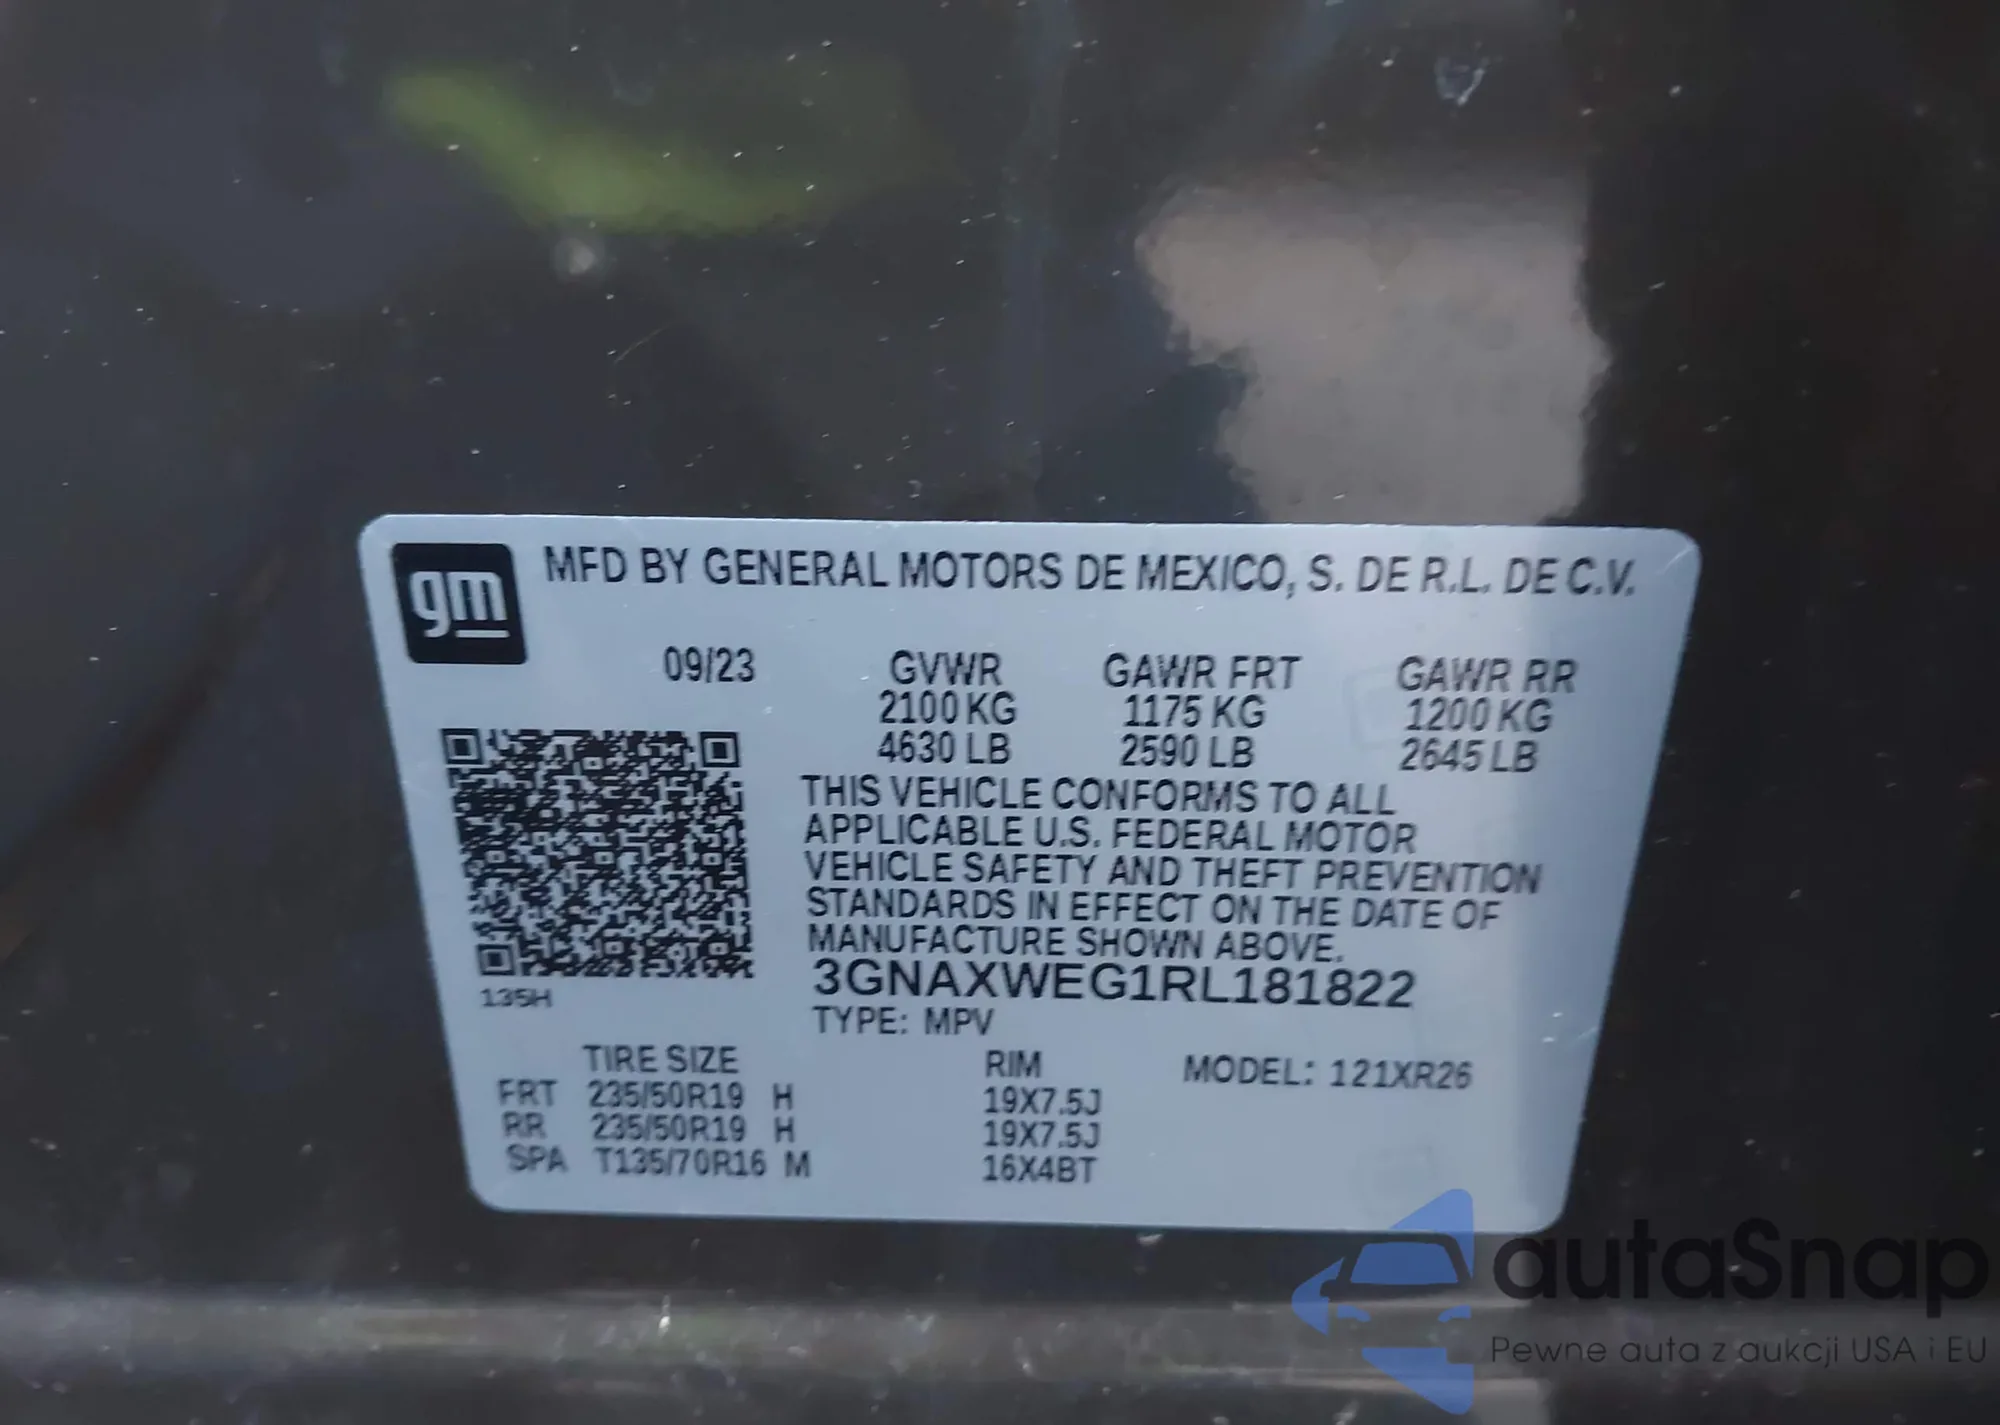 gm
MFD BY GENERAL MOTORS DE MEXICO, S. DE R.L. DE C.V.
09/23 GVWR GAWR FRT GAWR RR
2100 KG 1175 KG 1200 KG
4630 LB 2590 LB 2645 LB
THIS VEHICLE CONFORMS TO ALL
APPLICABLE U.S. FEDERAL MOTOR
VEHICLE SAFETY AND THEFT PREVENTION
STANDARDS IN EFFECT ON THE DATE OF
MANUFACTURE SHOWN ABOVE.
3GNAXWEG1RL181822
135H
TYPE: MPV
TIRE SIZE RIM MODEL: 121XR26
FRT 235/50R19 H 19X7.5J
RR 235/50R19 H 19X7.5J
SPA T135/70R16 M 16X4BT
autaSnap
Pewne auta z aukcji USA i EU